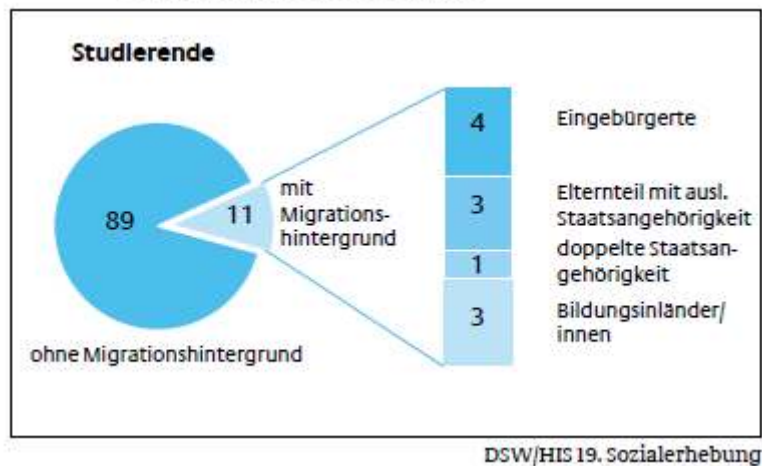 Studierende
89
11
mit
Migrations-
hintergrund
ohne Migrationshintergrund
4
Eingebürgerte
3
Elternteil mit ausl.
Staatsangehörigkeit
1
doppelte Staatsan-
gehörigkeit
3
Bildungsinländer/
innen
DSW/HIS 19. Sozialerhebung